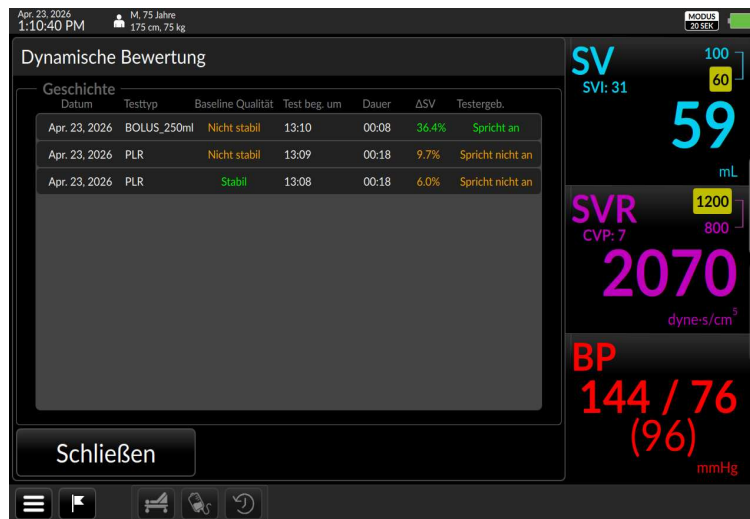 Apr. 23, 2026
1:10:40 PM
M, 75 Jahre
175 cm, 75 kg
MODUS
20 SEK
Dynamische Bewertung
Geschichte
Datum Testtyp Baseline Qualität Test beg. um Dauer ΔSV Testergeb.
Apr. 23, 2026 BOLUS_250ml Nicht stabil 13:10 00:08 36.4% Spricht an
Apr. 23, 2026 PLR Nicht stabil 13:09 00:18 9.7% Spricht nicht an
Apr. 23, 2026 PLR Stabil 13:08 00:18 6.0% Spricht nicht an
Schließen
SV
SVI: 31
100
60
59
mL
SVR
CVP: 7
1200
800
2070
dyne·s/cm⁵
BP
144 / 76
(96)
mmHg